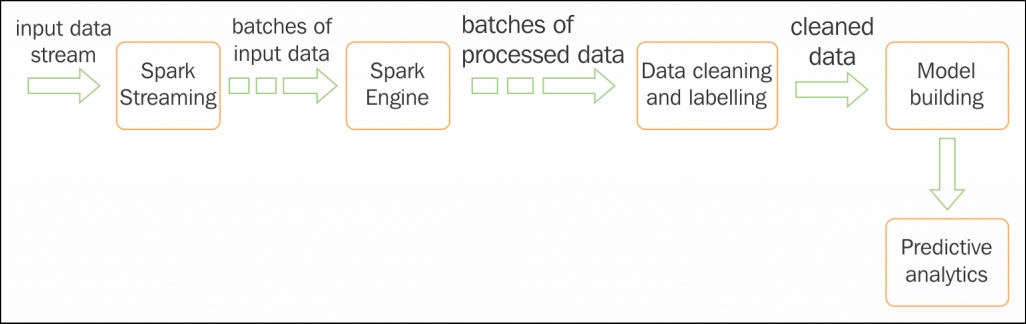 input data
stream
Spark
Streaming
batches of
input data
Spark
Engine
batches of
processed data
Data cleaning
and labelling
cleaned
data
Model
building
Predictive
analytics